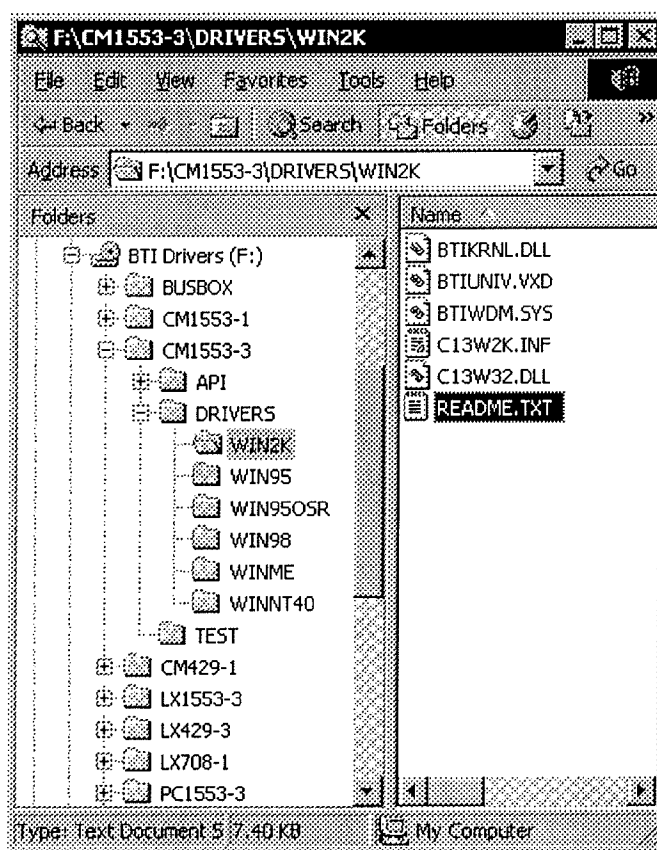 F:\CM1553-3\DRIVERS\WIN2K
File Edit View Favorites Tools Help
Back Search Folders »
Address F:\CM1553-3\DRIVERS\WIN2K Go
Folders
BTI Drivers (F:)
BUSBOX
CM1553-1
CM1553-3
API
DRIVERS
WIN2K
WIN95
WIN95OSR
WIN98
WINME
WINNT40
TEST
CM429-1
LX1553-3
LX429-3
LX708-1
PC1553-3
Name
BTIKRNL.DLL
BTIUNIV.VXD
BTIWDM.SYS
C13W2K.INF
C13W32.DLL
README.TXT
Type: Text Document S 7.40 KB My Computer